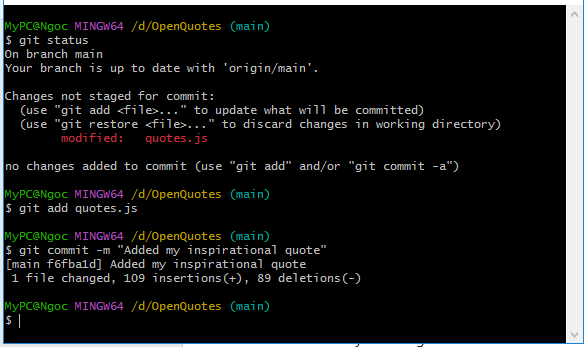 MyPC@Ngoc MINGW64 /d/OpenQuotes (main)
$ git status
On branch main
Your branch is up to date with 'origin/main'.
Changes not staged for commit:
  (use "git add <file>..." to update what will be committed)
  (use "git restore <file>..." to discard changes in working directory)
        modified:   quotes.js
no changes added to commit (use "git add" and/or "git commit -a")
MyPC@Ngoc MINGW64 /d/OpenQuotes (main)
$ git add quotes.js
MyPC@Ngoc MINGW64 /d/OpenQuotes (main)
$ git commit -m "Added my inspirational quote"
[main f6fba1d] Added my inspirational quote
 1 file changed, 109 insertions(+), 89 deletions(-)
MyPC@Ngoc MINGW64 /d/OpenQuotes (main)
$